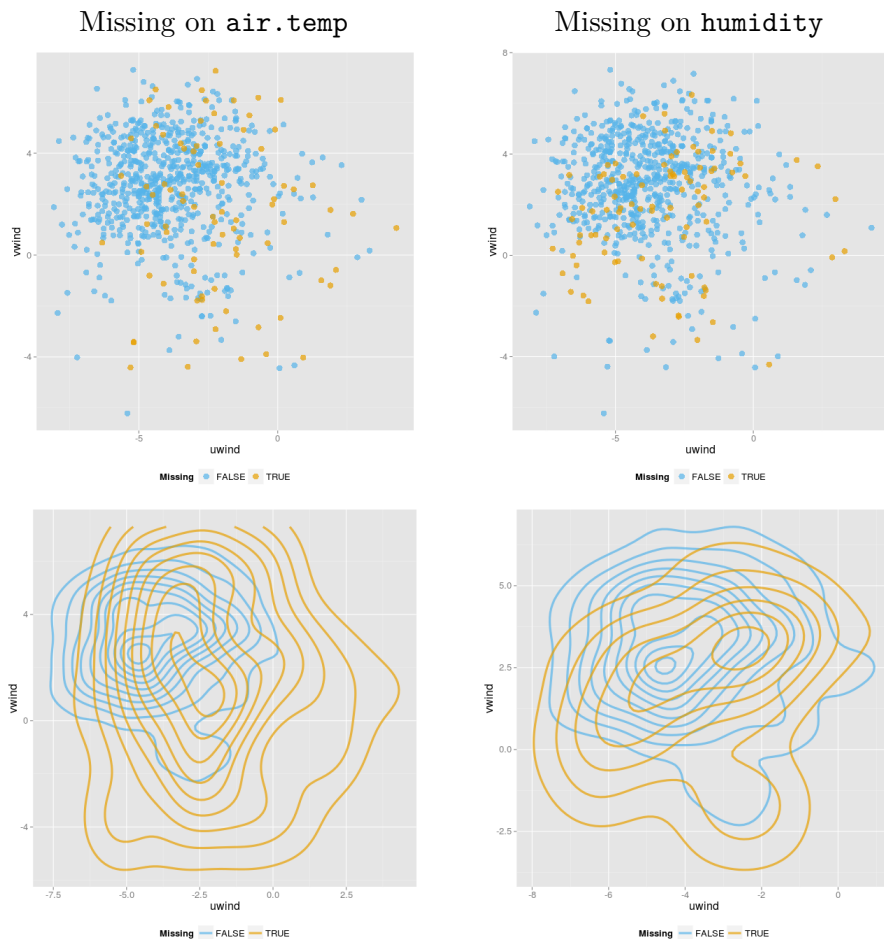 Missing on air.temp
Missing on humidity
4
0
-4
vwind
-5
0
uwind
Missing FALSE TRUE
8
4
0
-4
vwind
-5
0
uwind
Missing FALSE TRUE
4
0
-4
vwind
-7.5
-5.0
-2.5
0.0
2.5
uwind
Missing FALSE TRUE
5.0
2.5
0.0
-2.5
vwind
-8
-6
-4
-2
0
uwind
Missing FALSE TRUE